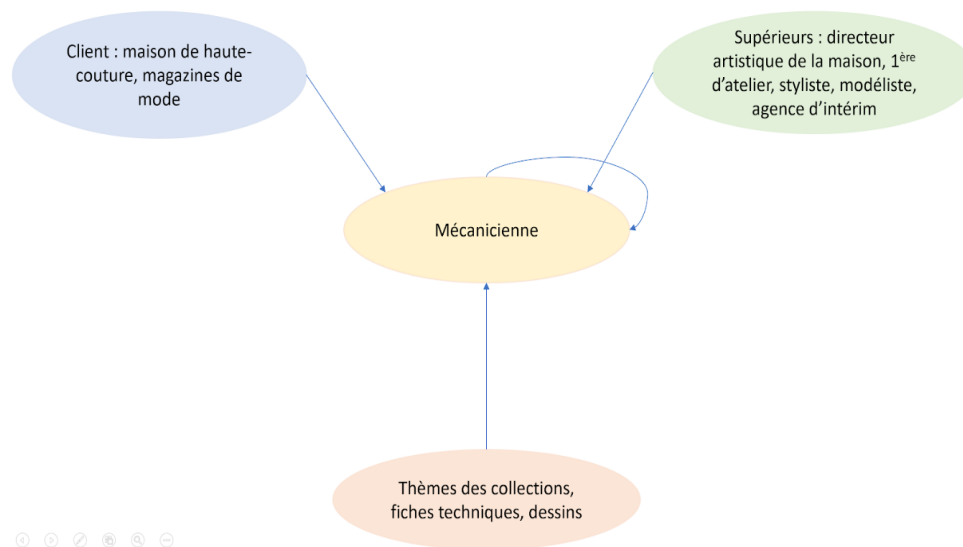 Client : maison de haute-
couture, magazines de
mode
Supérieurs : directeur
artistique de la maison, 1ère
d’atelier, styliste, modéliste,
agence d’intérim
Mécanicienne
Thèmes des collections,
fiches techniques, dessins